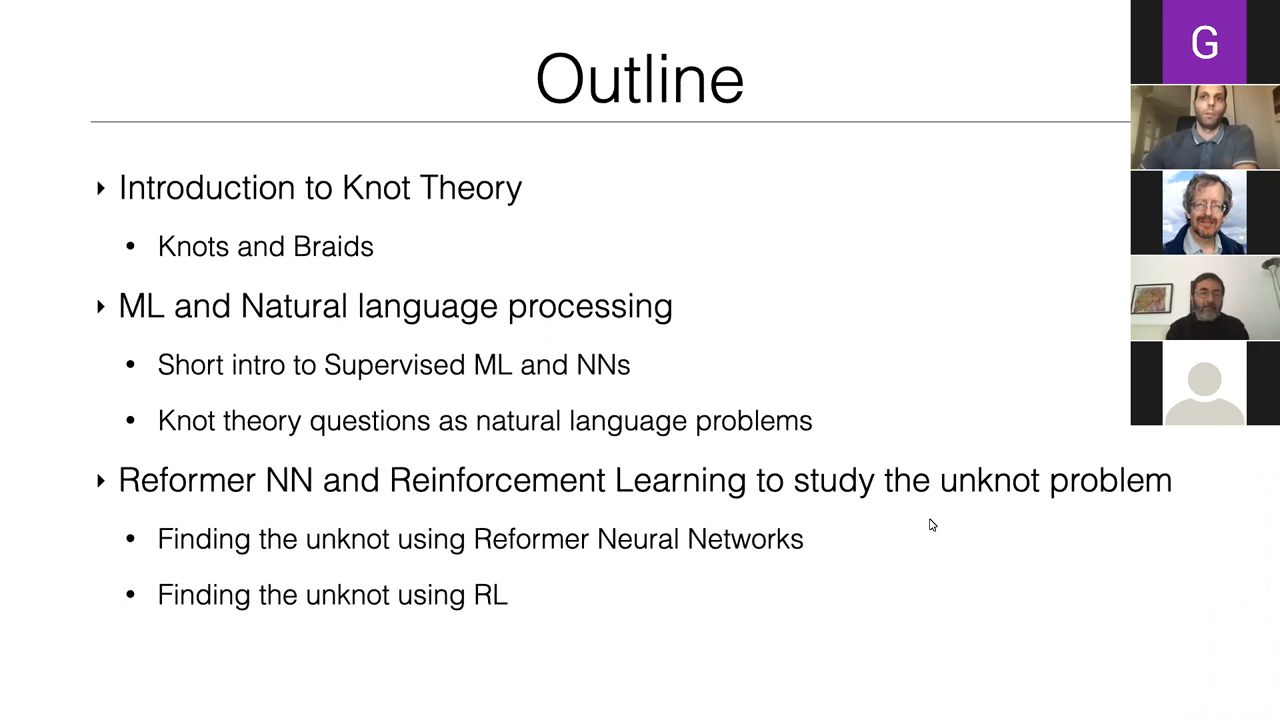 Outline
G
Introduction to Knot Theory
Knots and Braids
ML and Natural language processing
Short intro to Supervised ML and NNs
Knot theory questions as natural language problems
Reformer NN and Reinforcement Learning to study the unknot problem
Finding the unknot using Reformer Neural Networks
Finding the unknot using RL